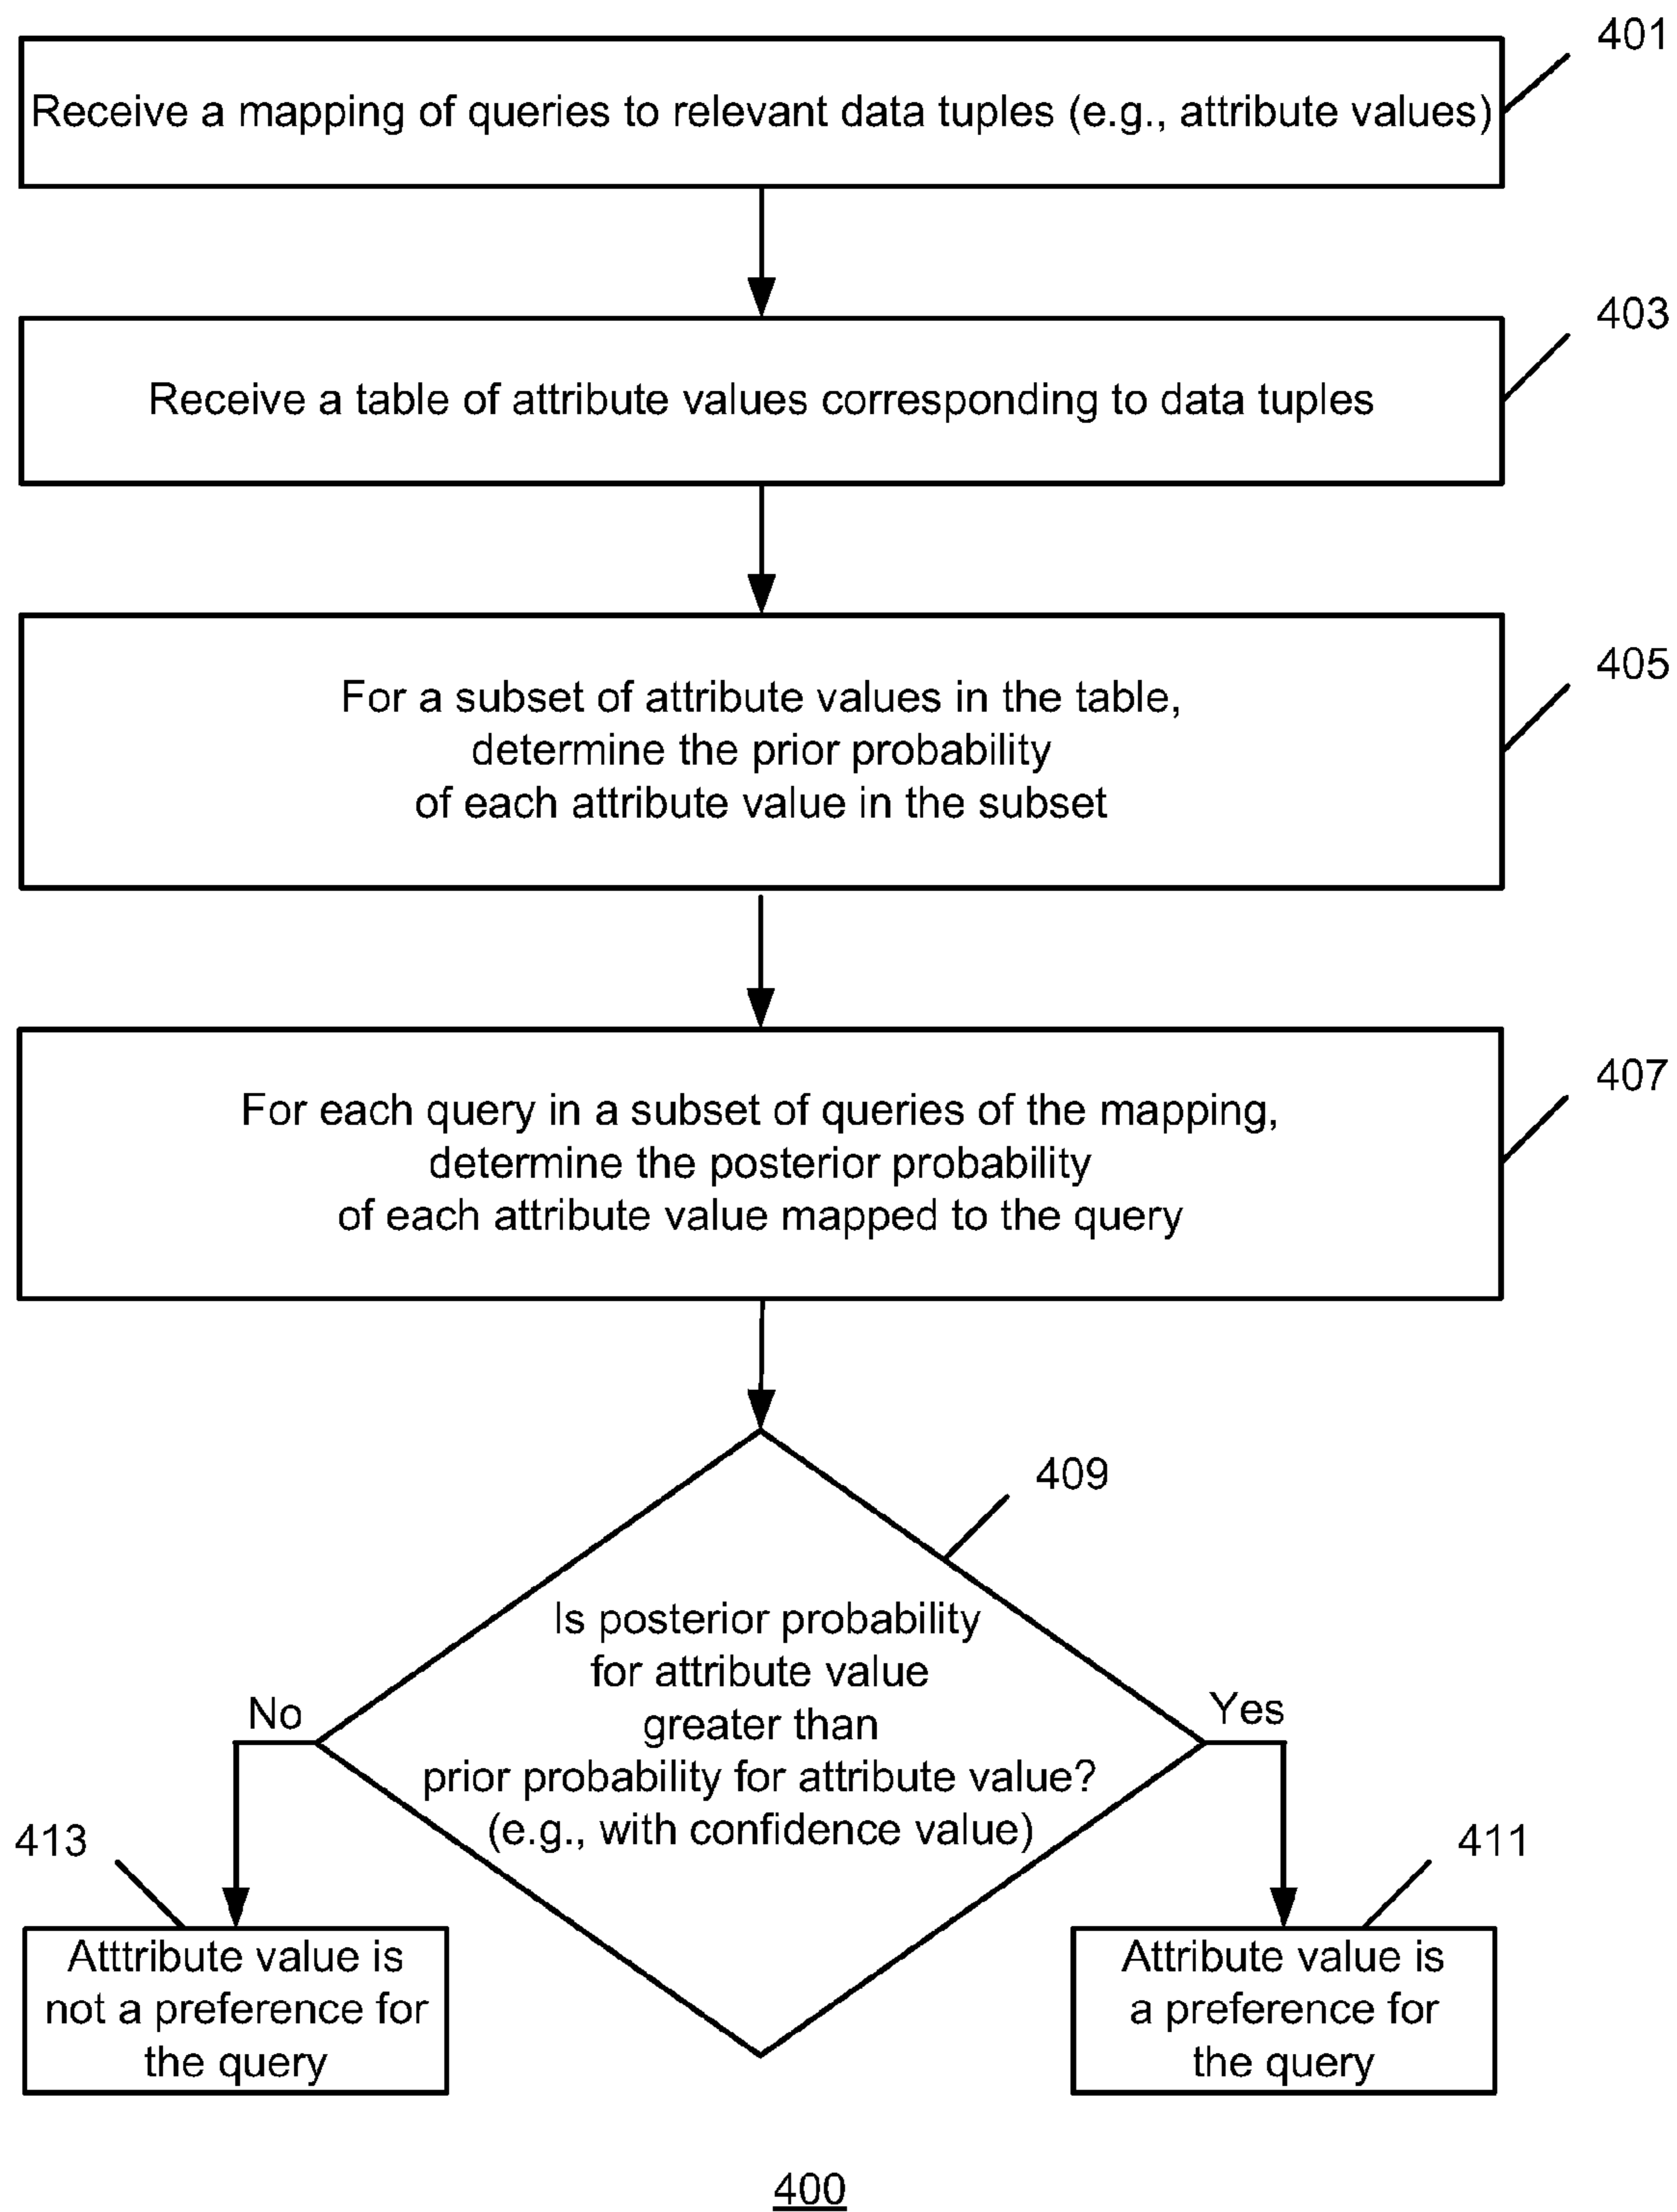 401
Receive a mapping of queries to relevant data tuples (e.g., attribute values)
403
Receive a table of attribute values corresponding to data tuples
405
For a subset of attribute values in the table,
determine the prior probability
of each attribute value in the subset
407
For each query in a subset of queries of the mapping,
determine the posterior probability
of each attribute value mapped to the query
409
Is posterior probability
for attribute value
greater than
prior probability for attribute value?
(e.g., with confidence value)
No
Yes
413
Atttribute value is
not a preference for
the query
411
Attribute value is
a preference for
the query
400